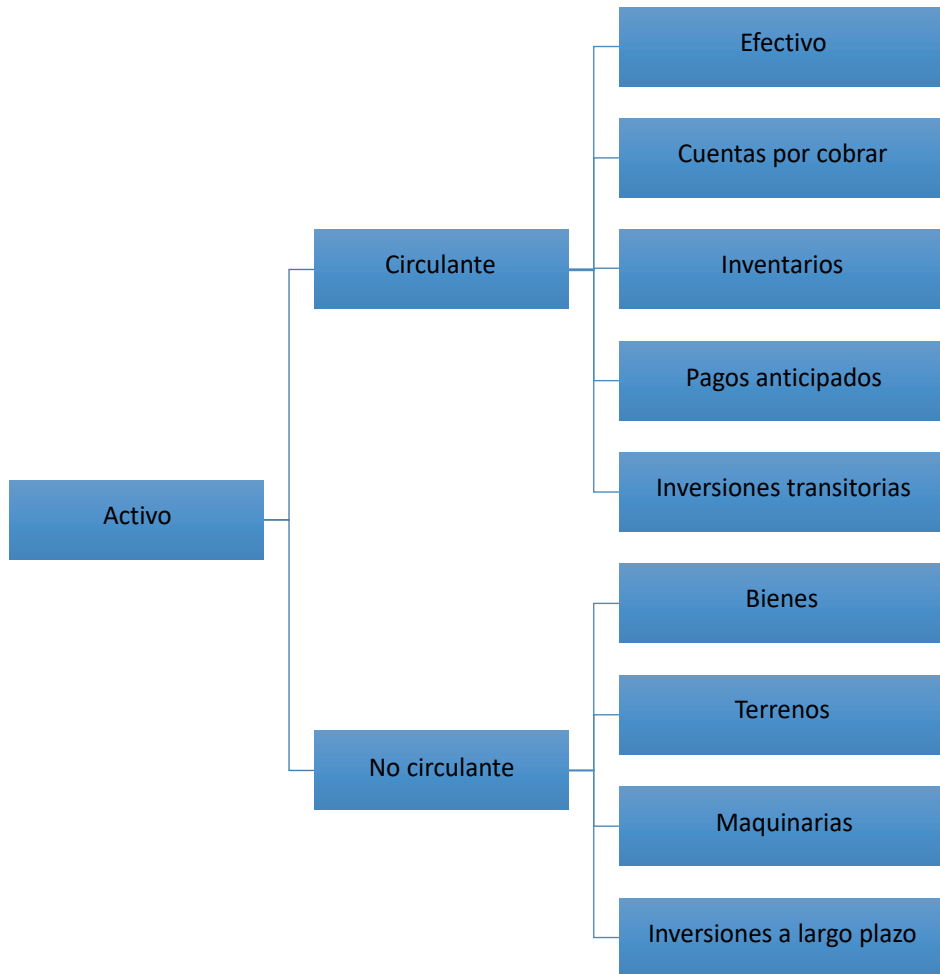 Activo
Circulante
Efectivo
Cuentas por cobrar
Inventarios
Pagos anticipados
Inversiones transitorias
No circulante
Bienes
Terrenos
Maquinarias
Inversiones a largo plazo